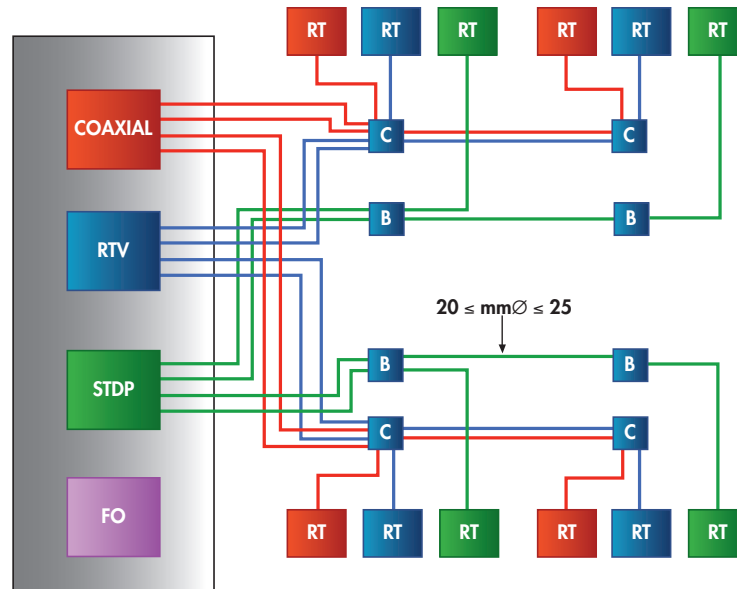 RT RT RT RT RT RT
COAXIAL
C C
B B
RTV
20 ≤ mm∅ ≤ 25
B B
STDP
C C
FO
RT RT RT RT RT RT